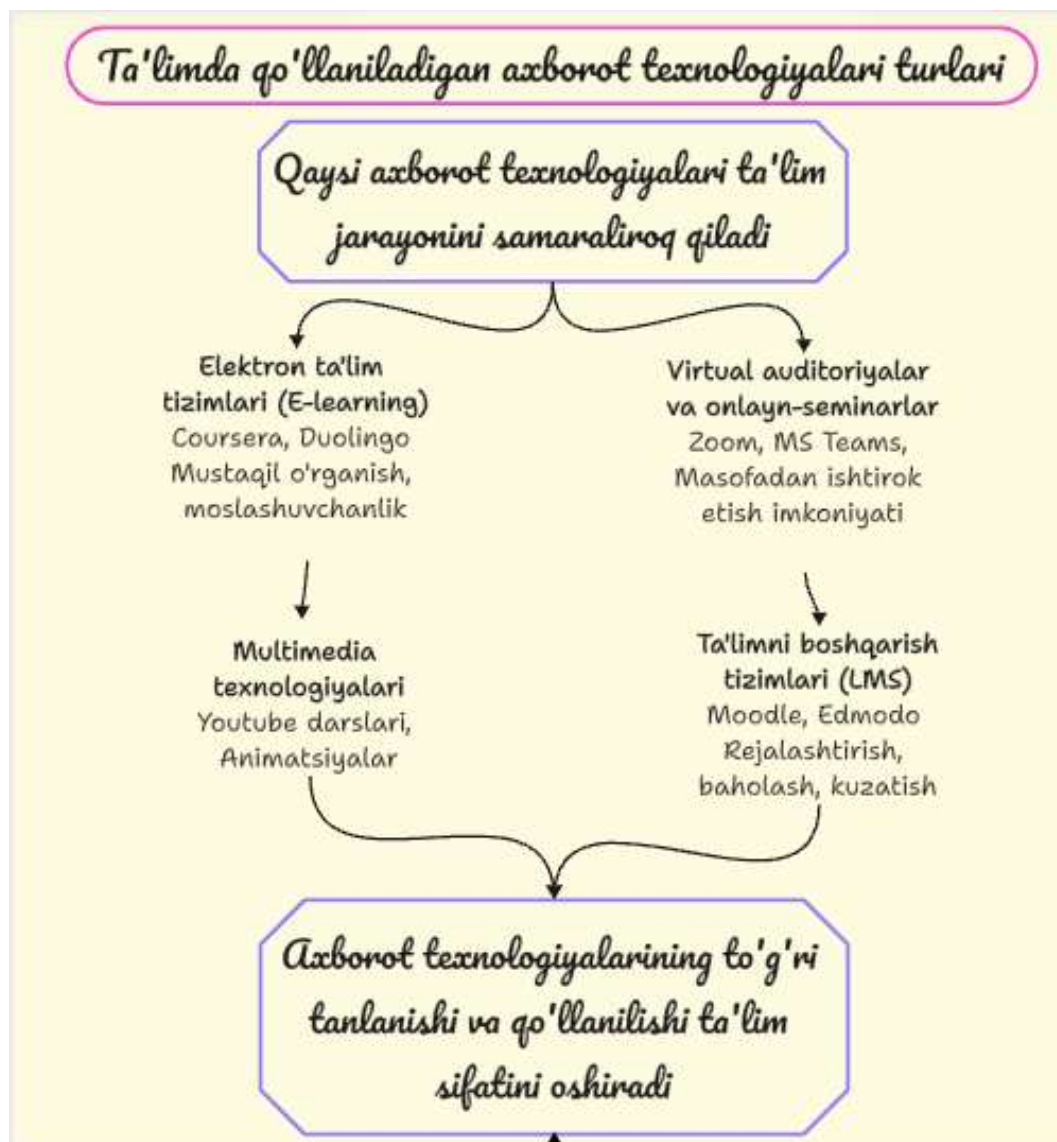 Ta'limda qo'llaniladigan axborot texnologiyalari turlari
Qaysi axborot texnologiyalari ta'lim
jarayonini samaraliroq qiladi
Elektron ta'lim
tizimlari (E-learning)
Coursera, Duolingo
Mustaqil o'rganish,
moslashuvchanlik
Virtual auditoriyalar
va onlayn-seminarlar
Zoom, MS Teams,
Masofadan ishtirok
etish imkoniyati
Multimedia
texnologiyalari
Youtube darslari,
Animatsiyalar
Ta'limni boshqarish
tizimlari (LMS)
Moodle, Edmodo
Rejalashtirish,
baholash, kuzatish
Axborot texnologiyalarining to'g'ri
tanlanishi va qo'llanilishi ta'lim
sifatini oshiradi